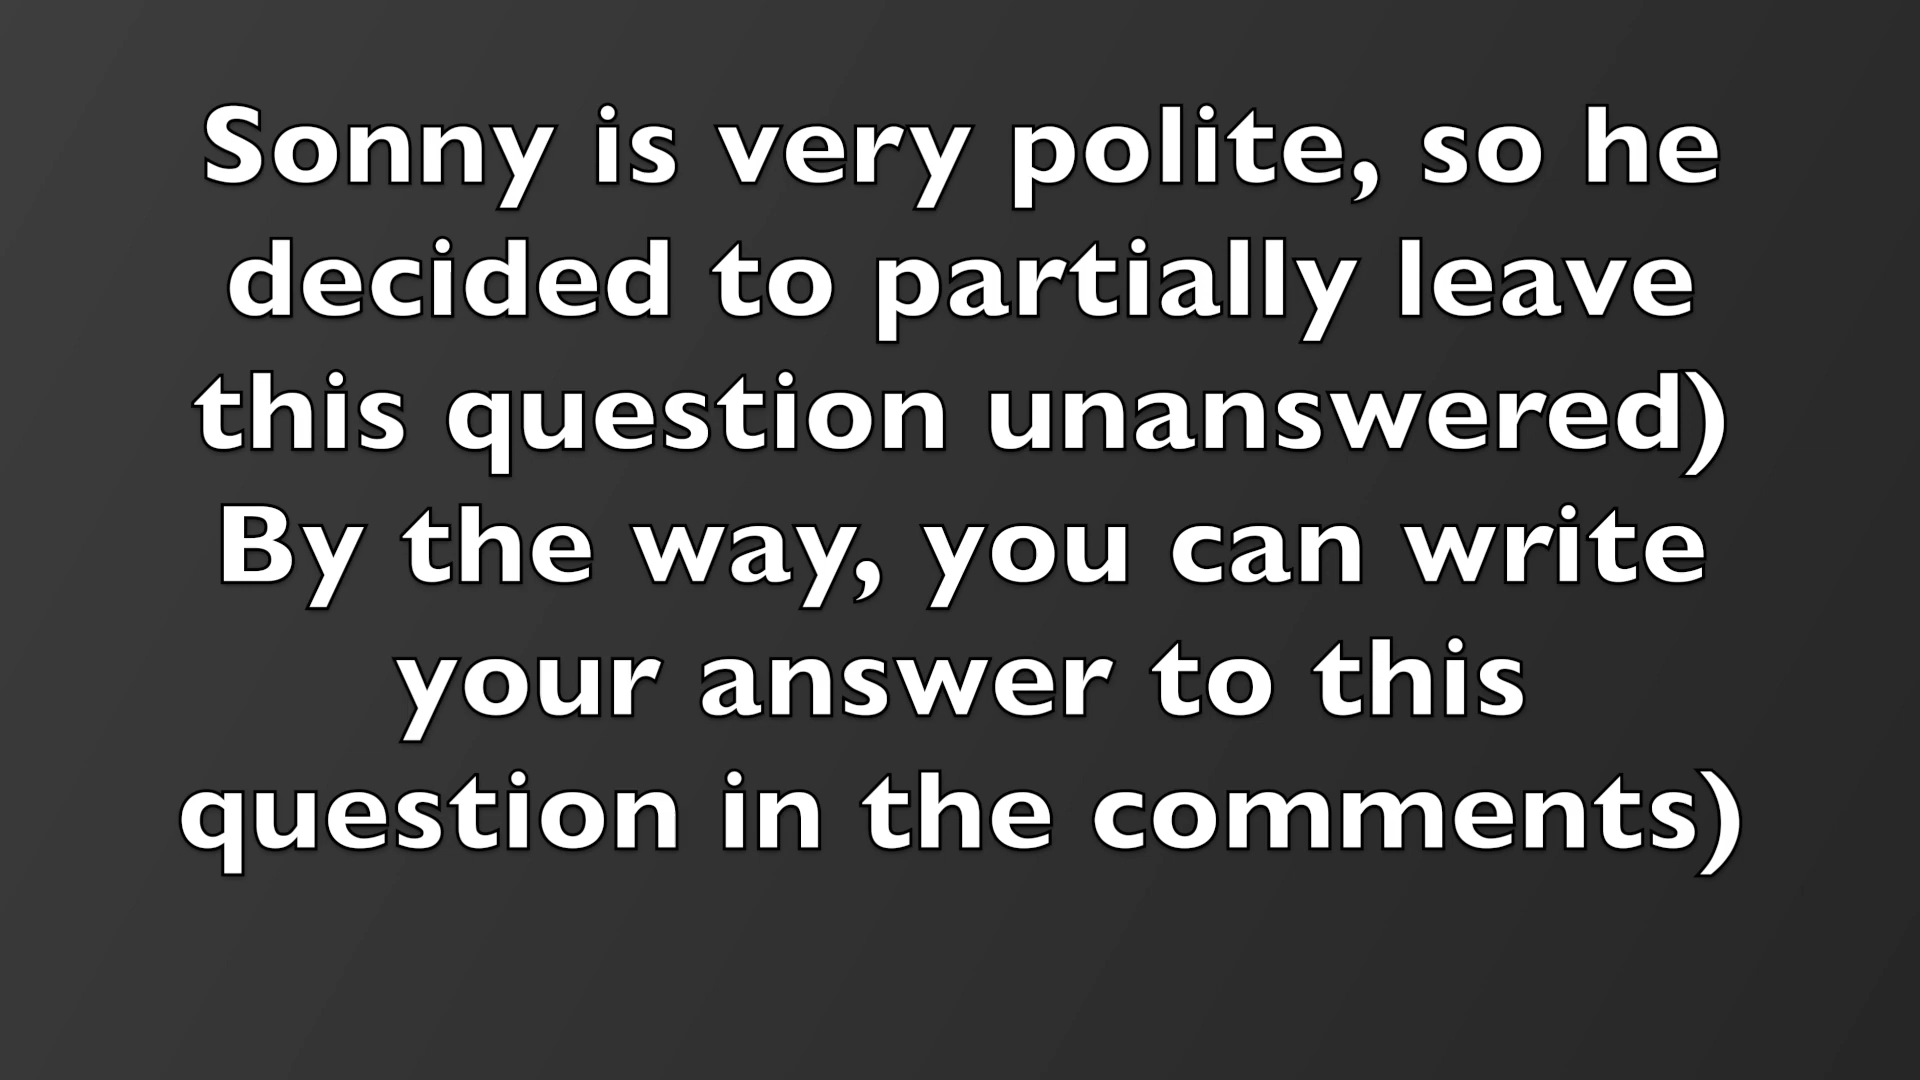 Sonny is very polite, so he
decided to partially leave
this question unanswered)
By the way, you can write
your answer to this
question in the comments)